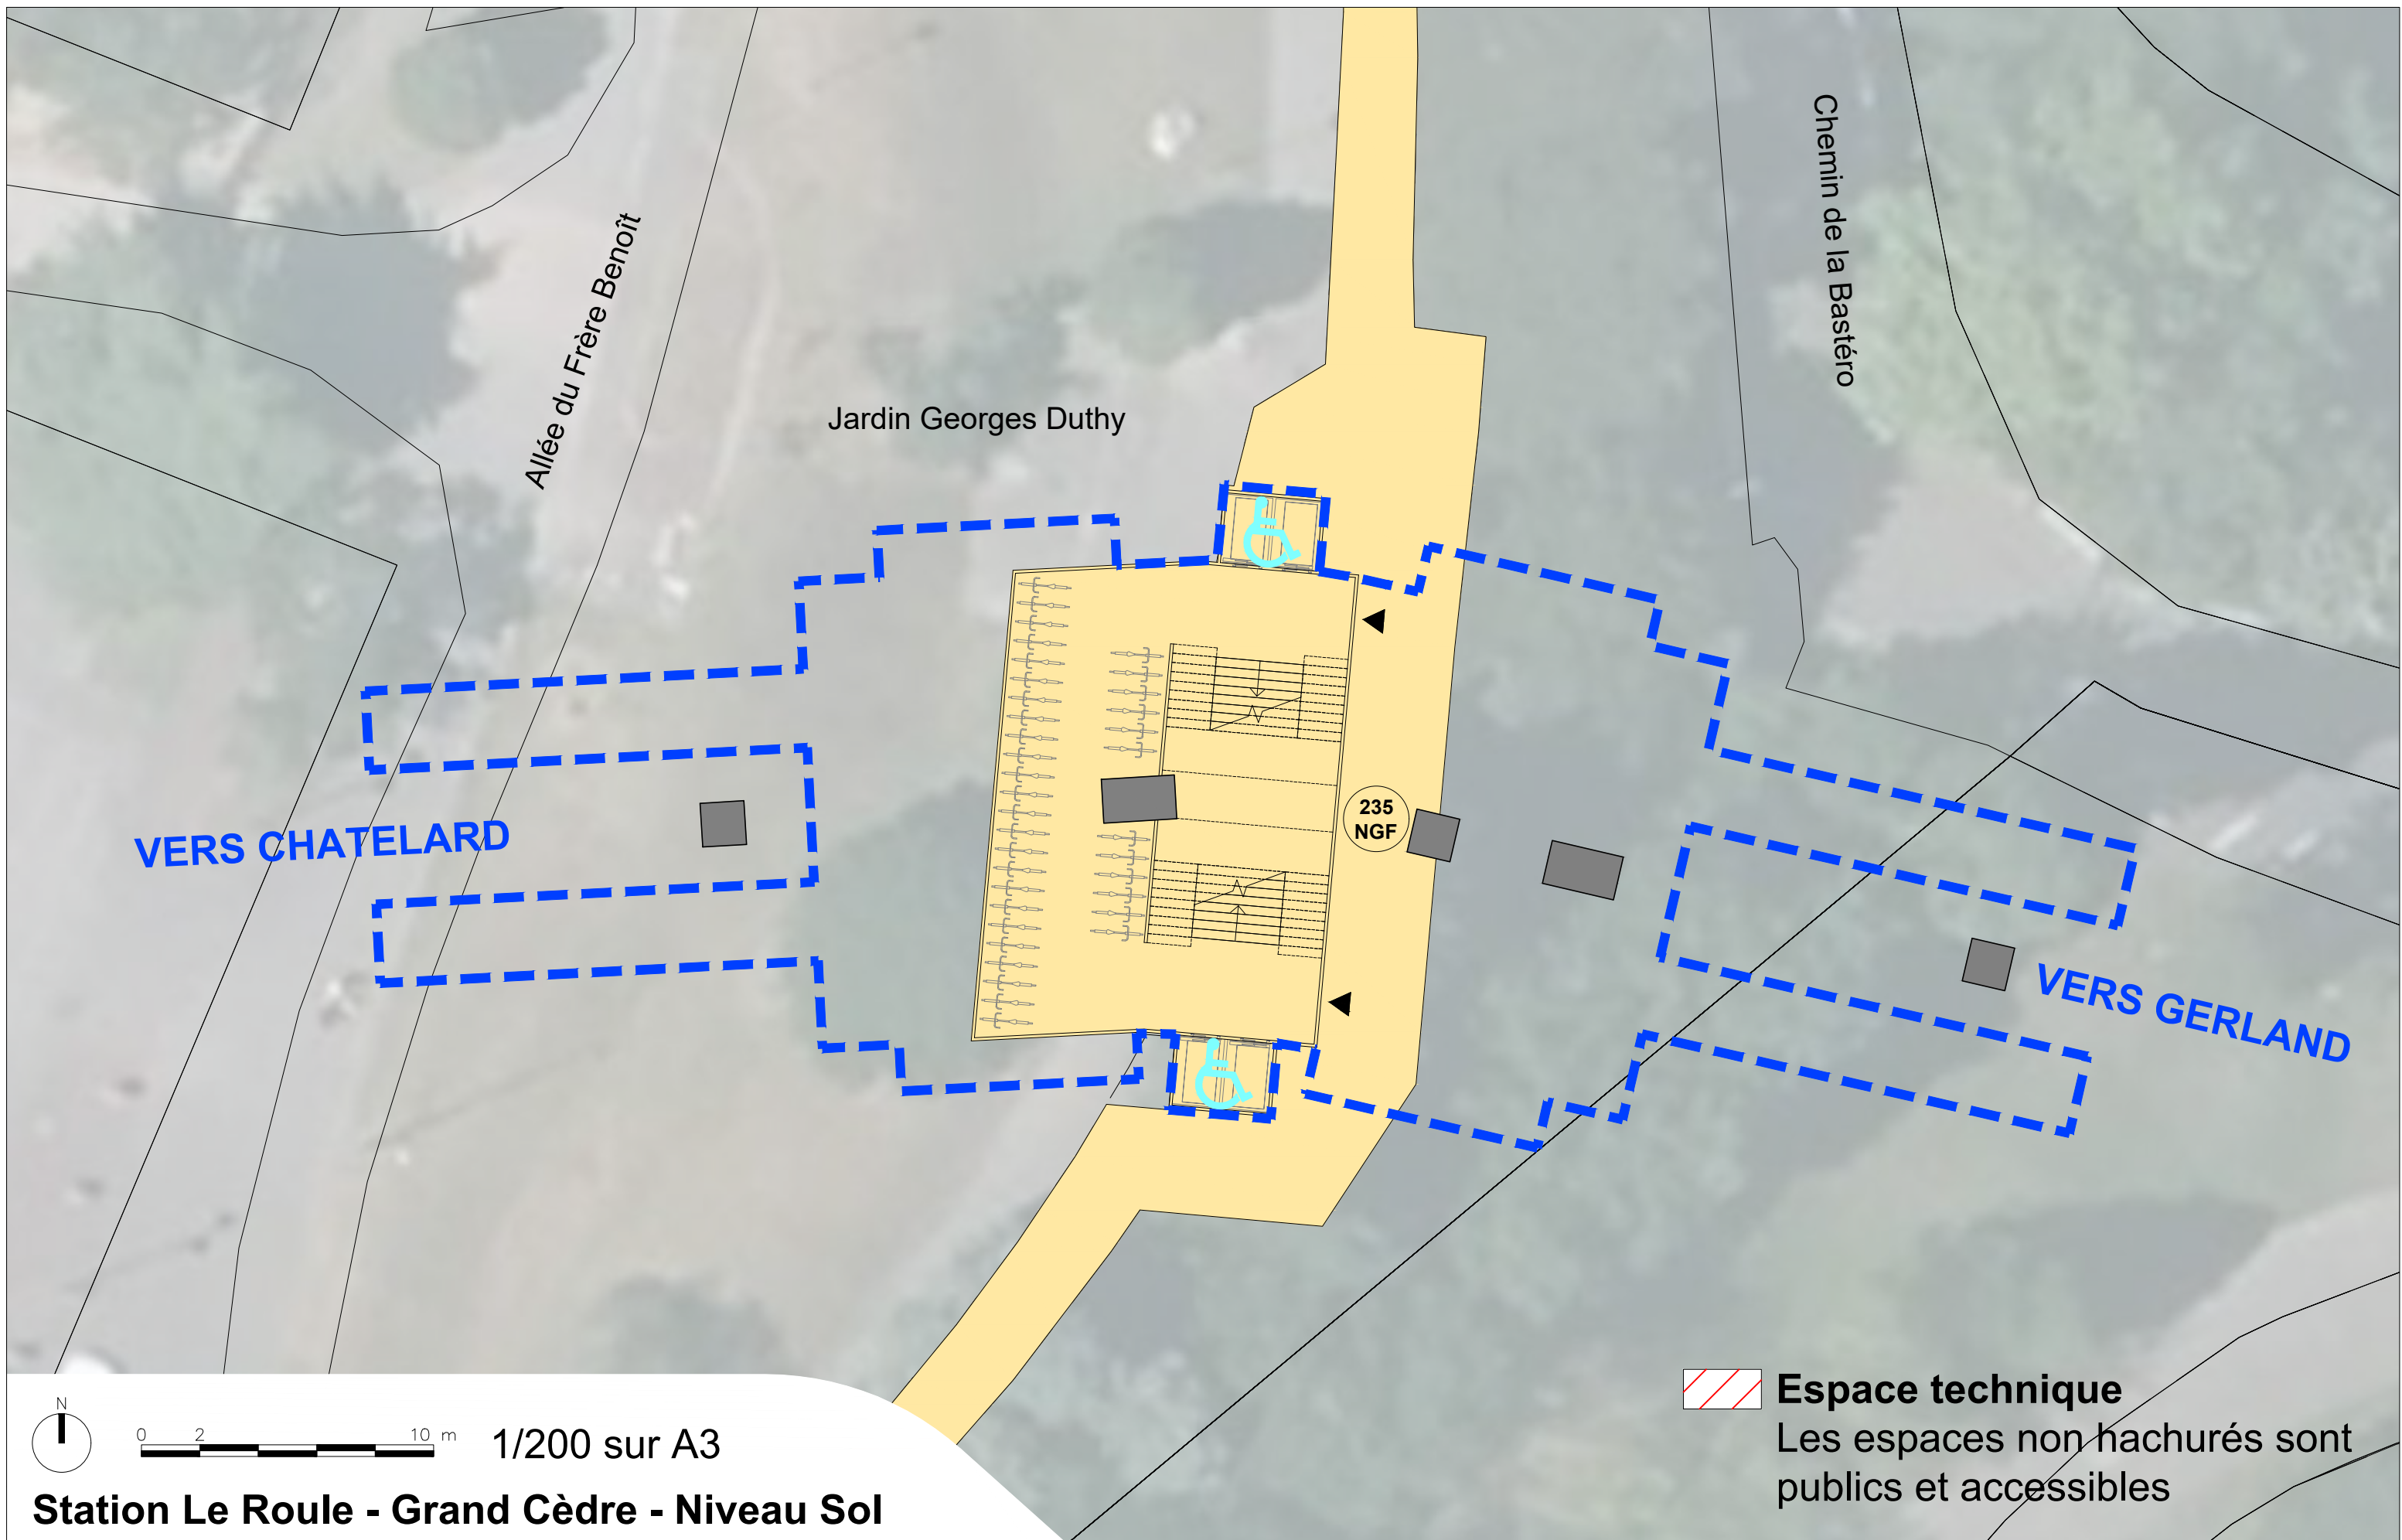 Chemin de la Bastéro
Allée du Frère Benoît
Jardin Georges Duthy
235
NGF
VERS CHATELARD
VERS GERLAND
Espace technique
Les espaces non hachurés sont
publics et accessibles
N
0 2 10 m
1/200 sur A3
Station Le Roule - Grand Cèdre - Niveau Sol